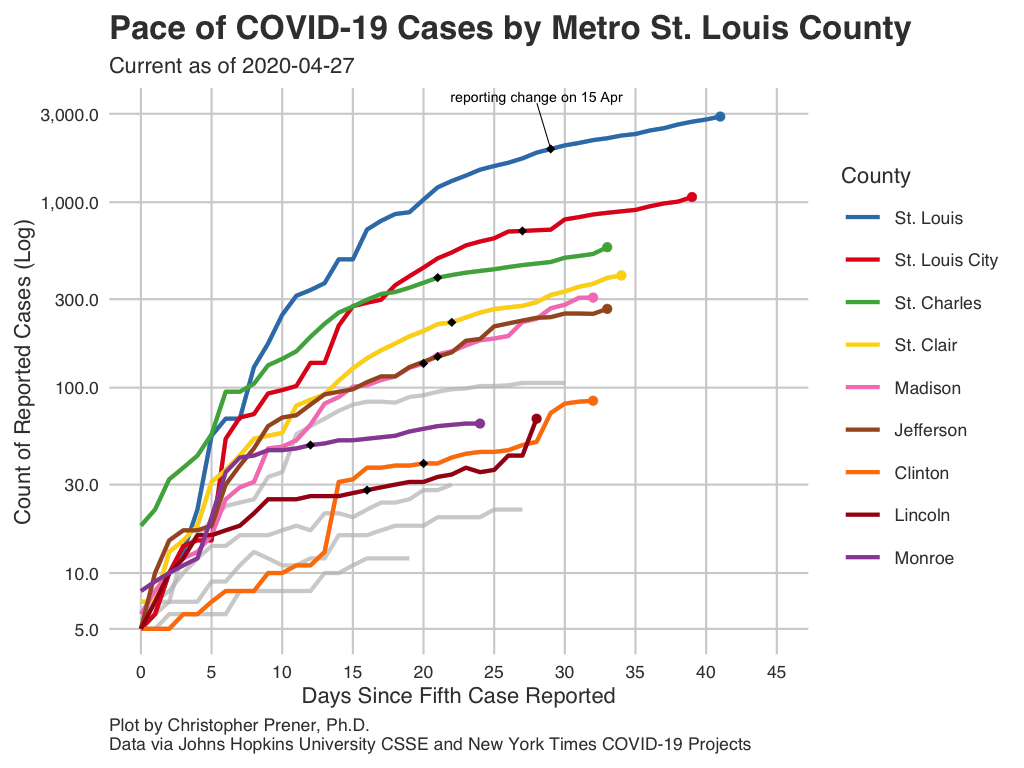 Pace of COVID-19 Cases by Metro St. Louis County
Current as of 2020-04-27
reporting change on 15 Apr
3,000.0
1,000.0
300.0
100.0
30.0
10.0
5.0
Count of Reported Cases (Log)
0 5 10 15 20 25 30 35 40 45
Days Since Fifth Case Reported
County
St. Louis
St. Louis City
St. Charles
St. Clair
Madison
Jefferson
Clinton
Lincoln
Monroe
Plot by Christopher Prener, Ph.D.
Data via Johns Hopkins University CSSE and New York Times COVID-19 Projects